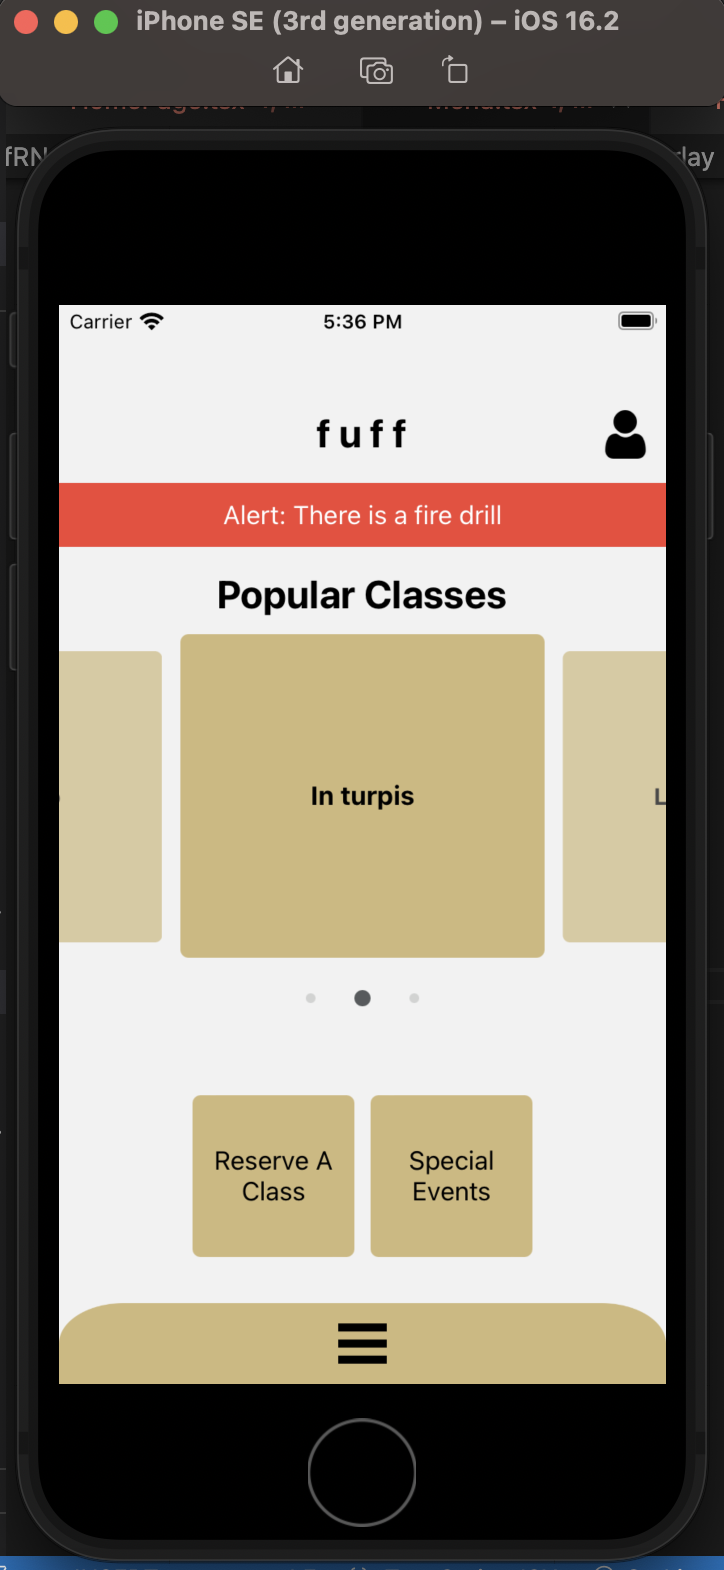 iPhone SE (3rd generation) – iOS 16.2
fRN
rlay
Carrier 5:36 PM
fuff
Alert: There is a fire drill
Popular Classes
In turpis
L
Reserve A
Class
Special
Events